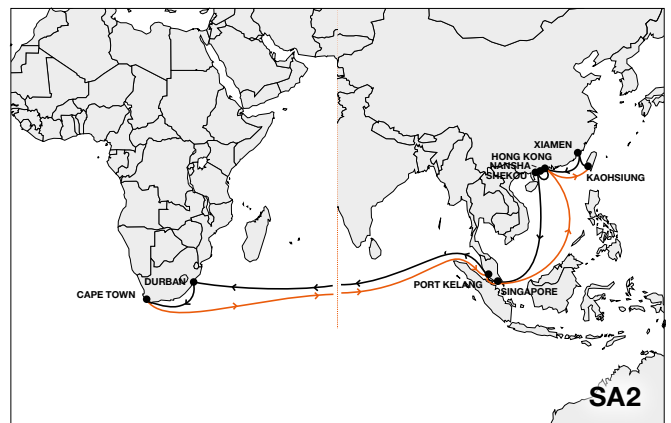 XIAMEN
HONG KONG
NANSHA
SHEKOU
KAOHSIUNG
DURBAN
CAPE TOWN
PORT KELANG
SINGAPORE
SA2